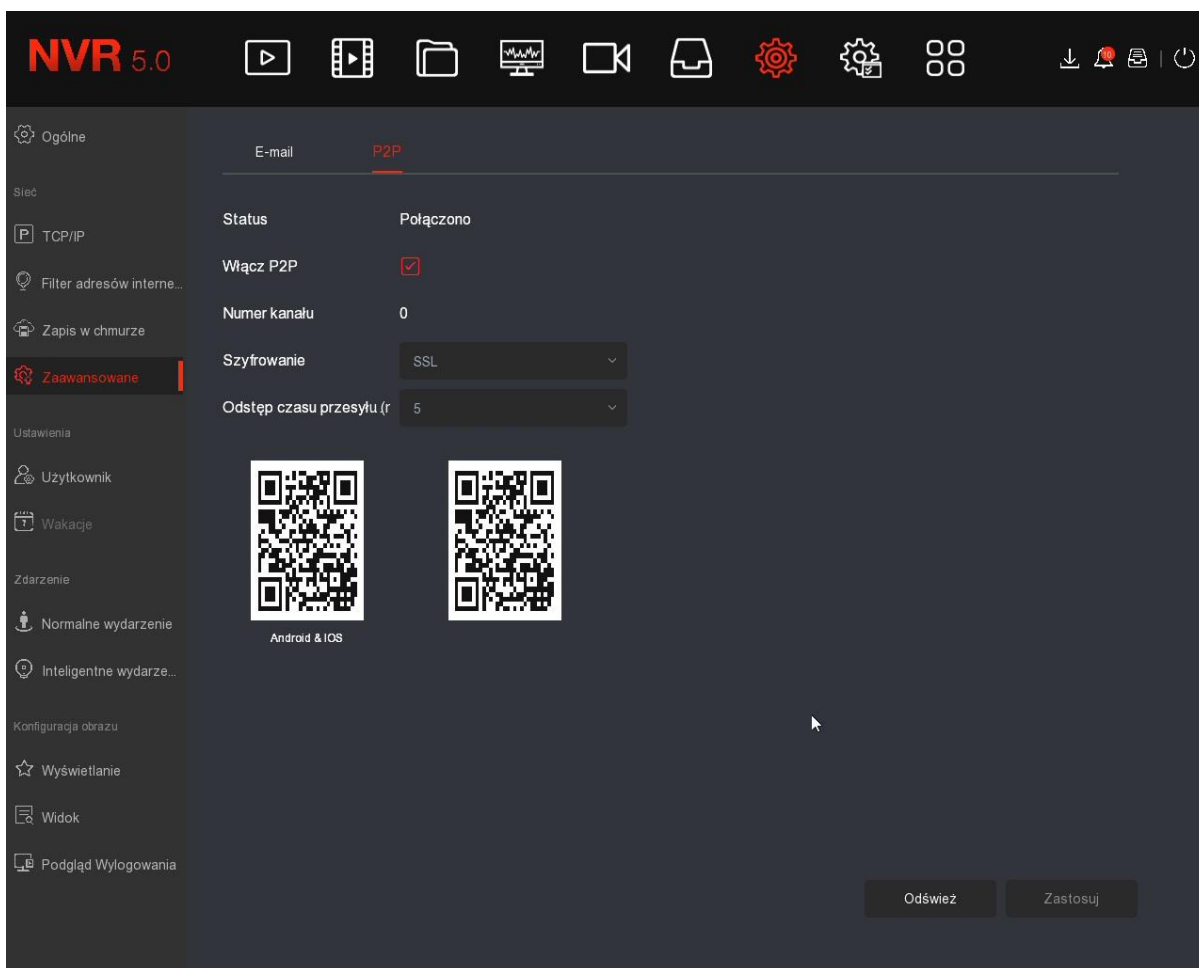 NVR 5.0
10
Ogólne
Sieć
TCP/IP
Filter adresów interne...
Zapis w chmurze
Zaawansowane
Ustawienia
Użytkownik
Wakacje
Zdarzenie
Normalne wydarzenie
Inteligentne wydarze...
Konfiguracja obrazu
Wyświetlanie
Widok
Podgląd Wylogowania
E-mail P2P
Status Połączono
Włącz P2P
Numer kanału 0
Szyfrowanie SSL
Odstęp czasu przesyłu (r 5
Android & IOS
Odśwież Zastosuj